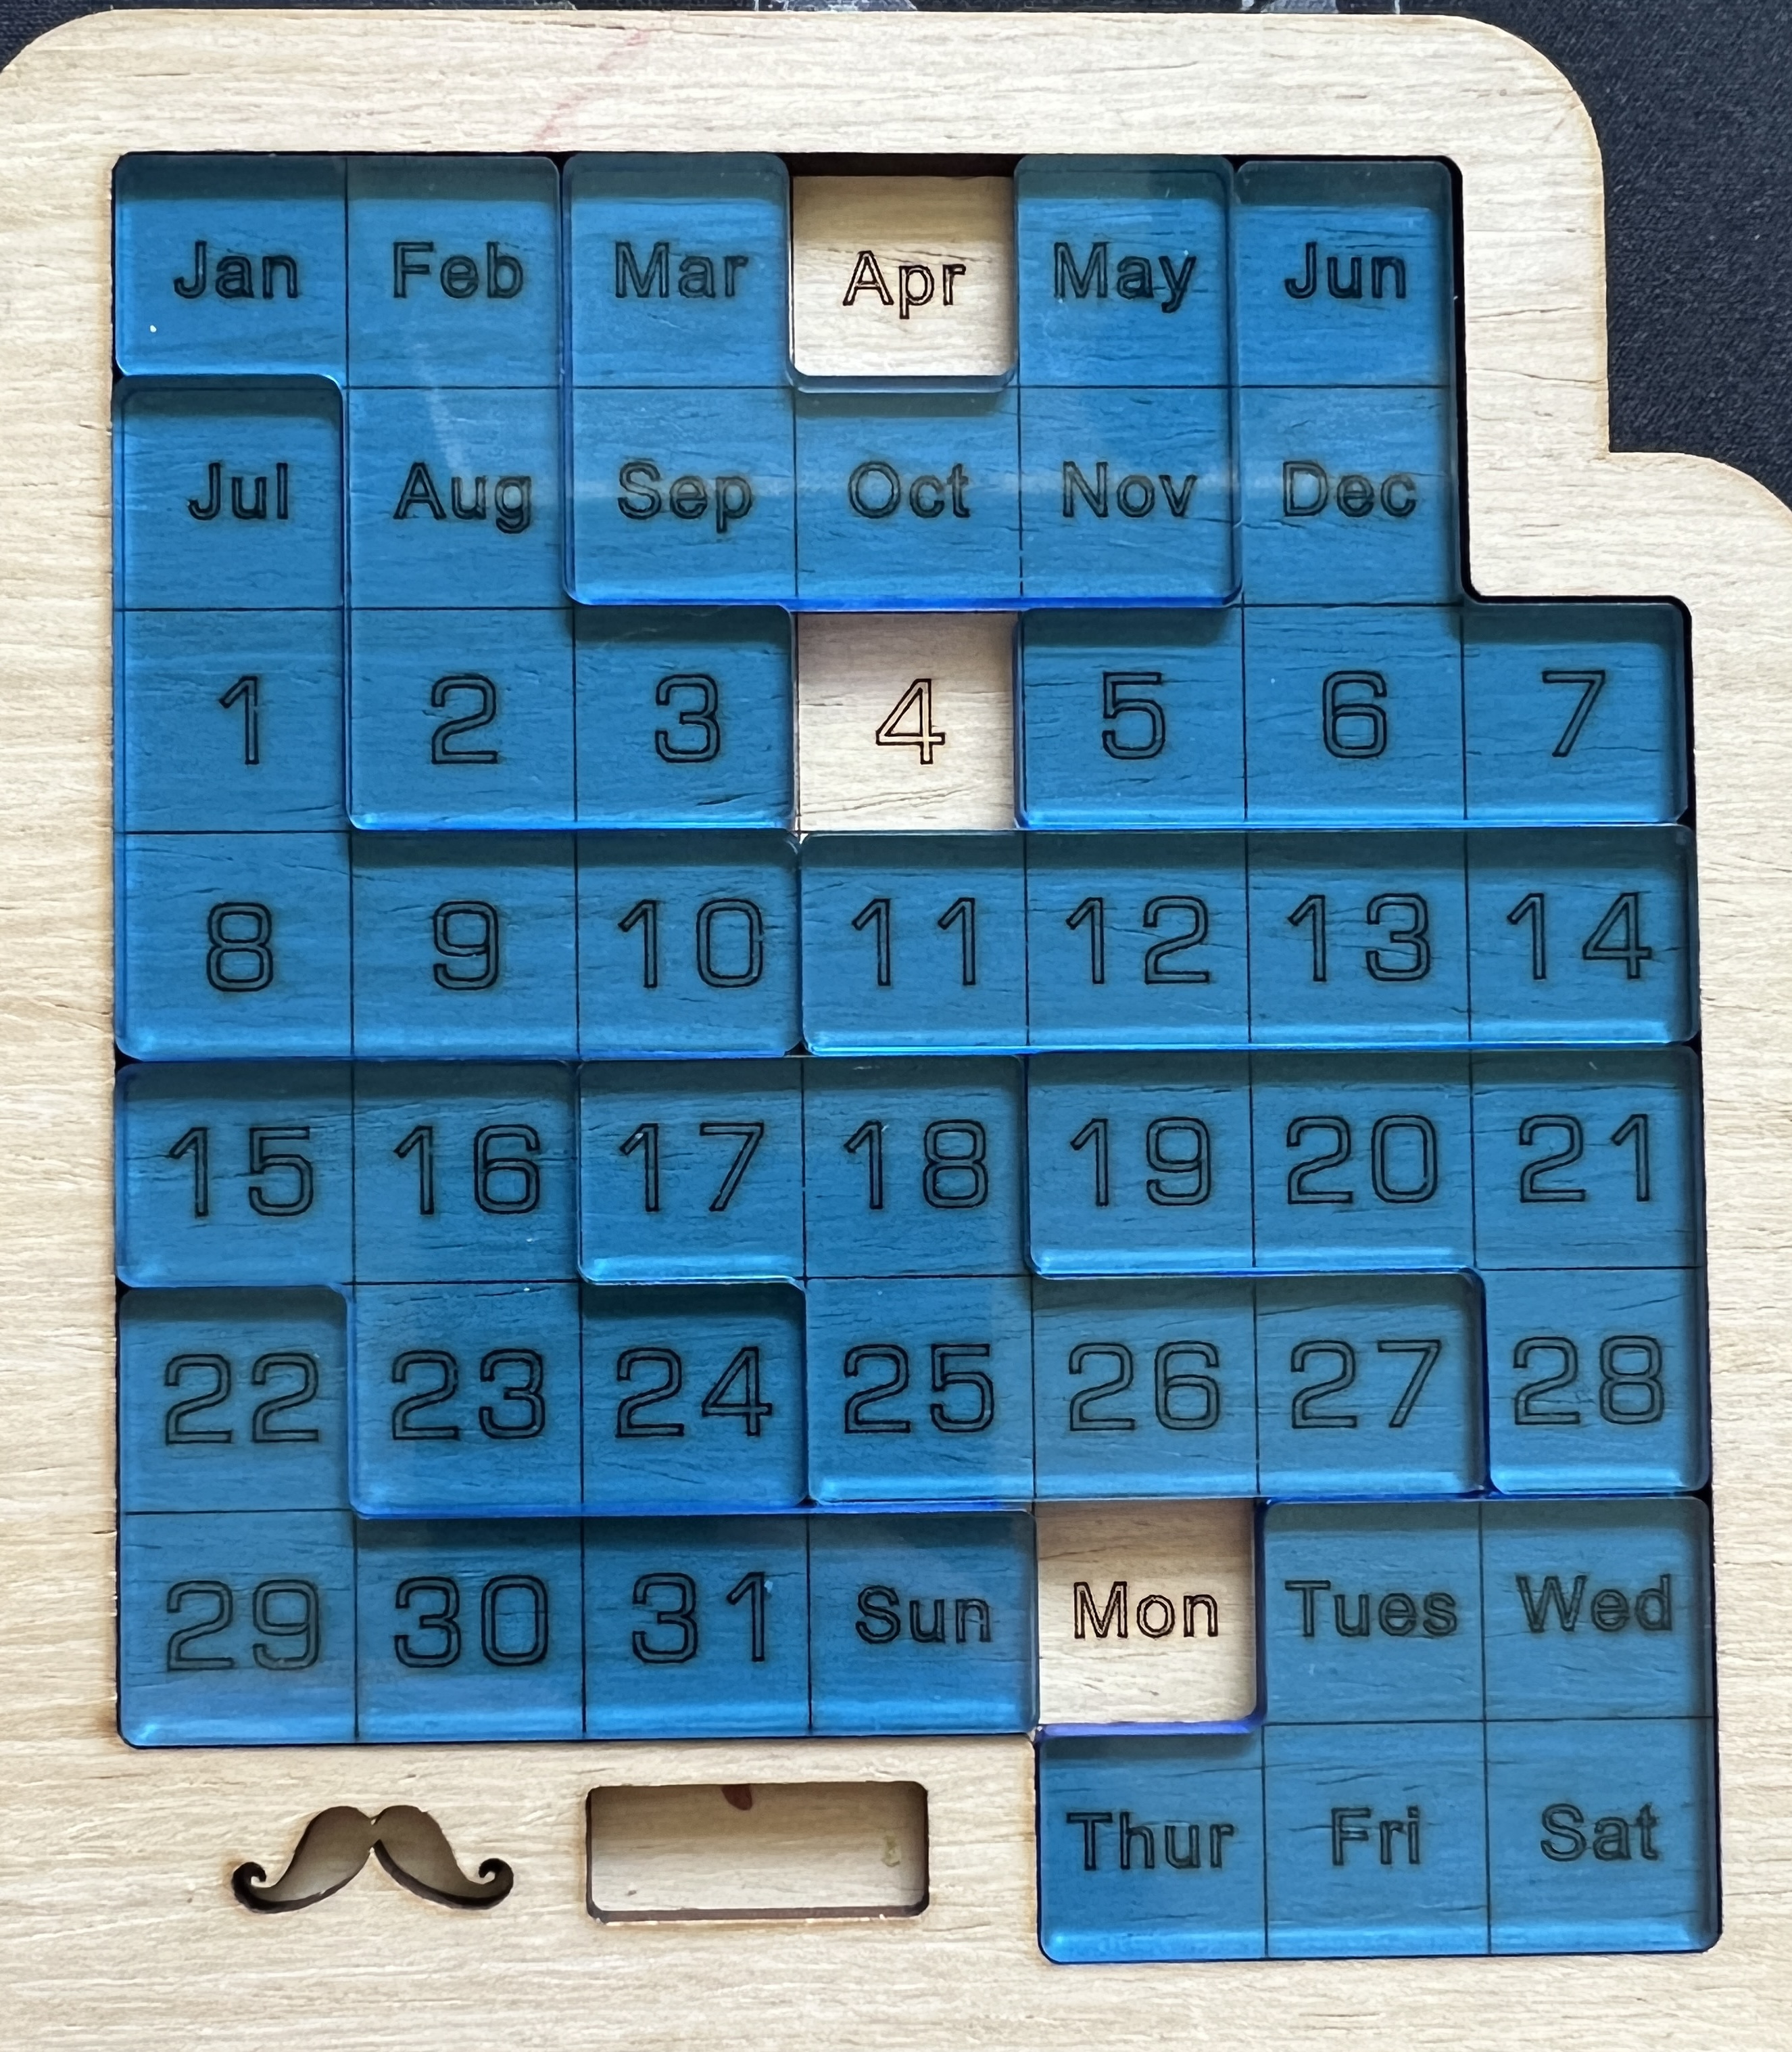 Jan Feb Mar Apr May Jun
Jul Aug Sep Oct Nov Dec
1 2 3 4 5 6 7
8 9 10 11 12 13 14
15 16 17 18 19 20 21
22 23 24 25 26 27 28
29 30 31 Sun Mon Tues Wed
Thur Fri Sat